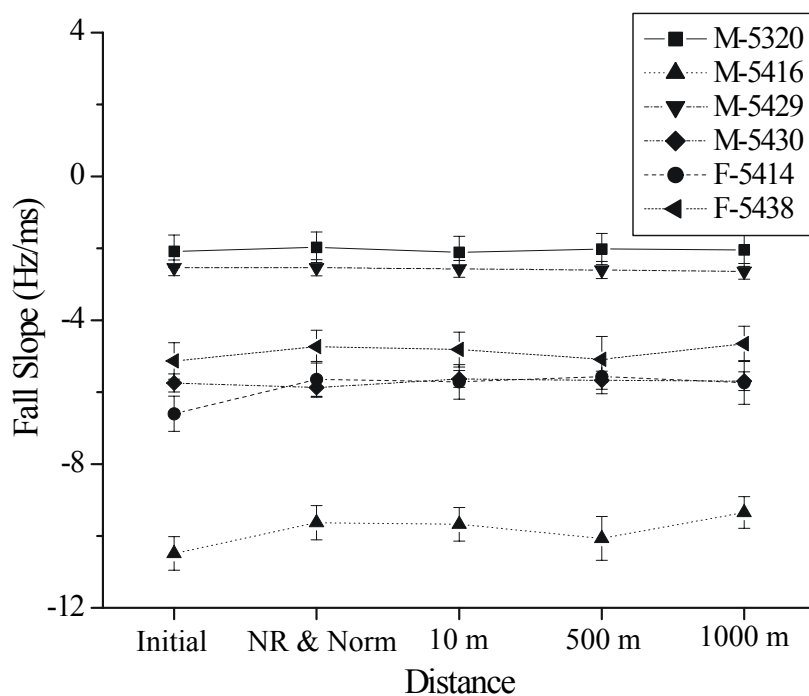 4
0
-4
-8
-12
Fall Slope (Hz/ms)
M-5320
M-5416
M-5429
M-5430
F-5414
F-5438
Initial NR & Norm 10 m 500 m 1000 m
Distance